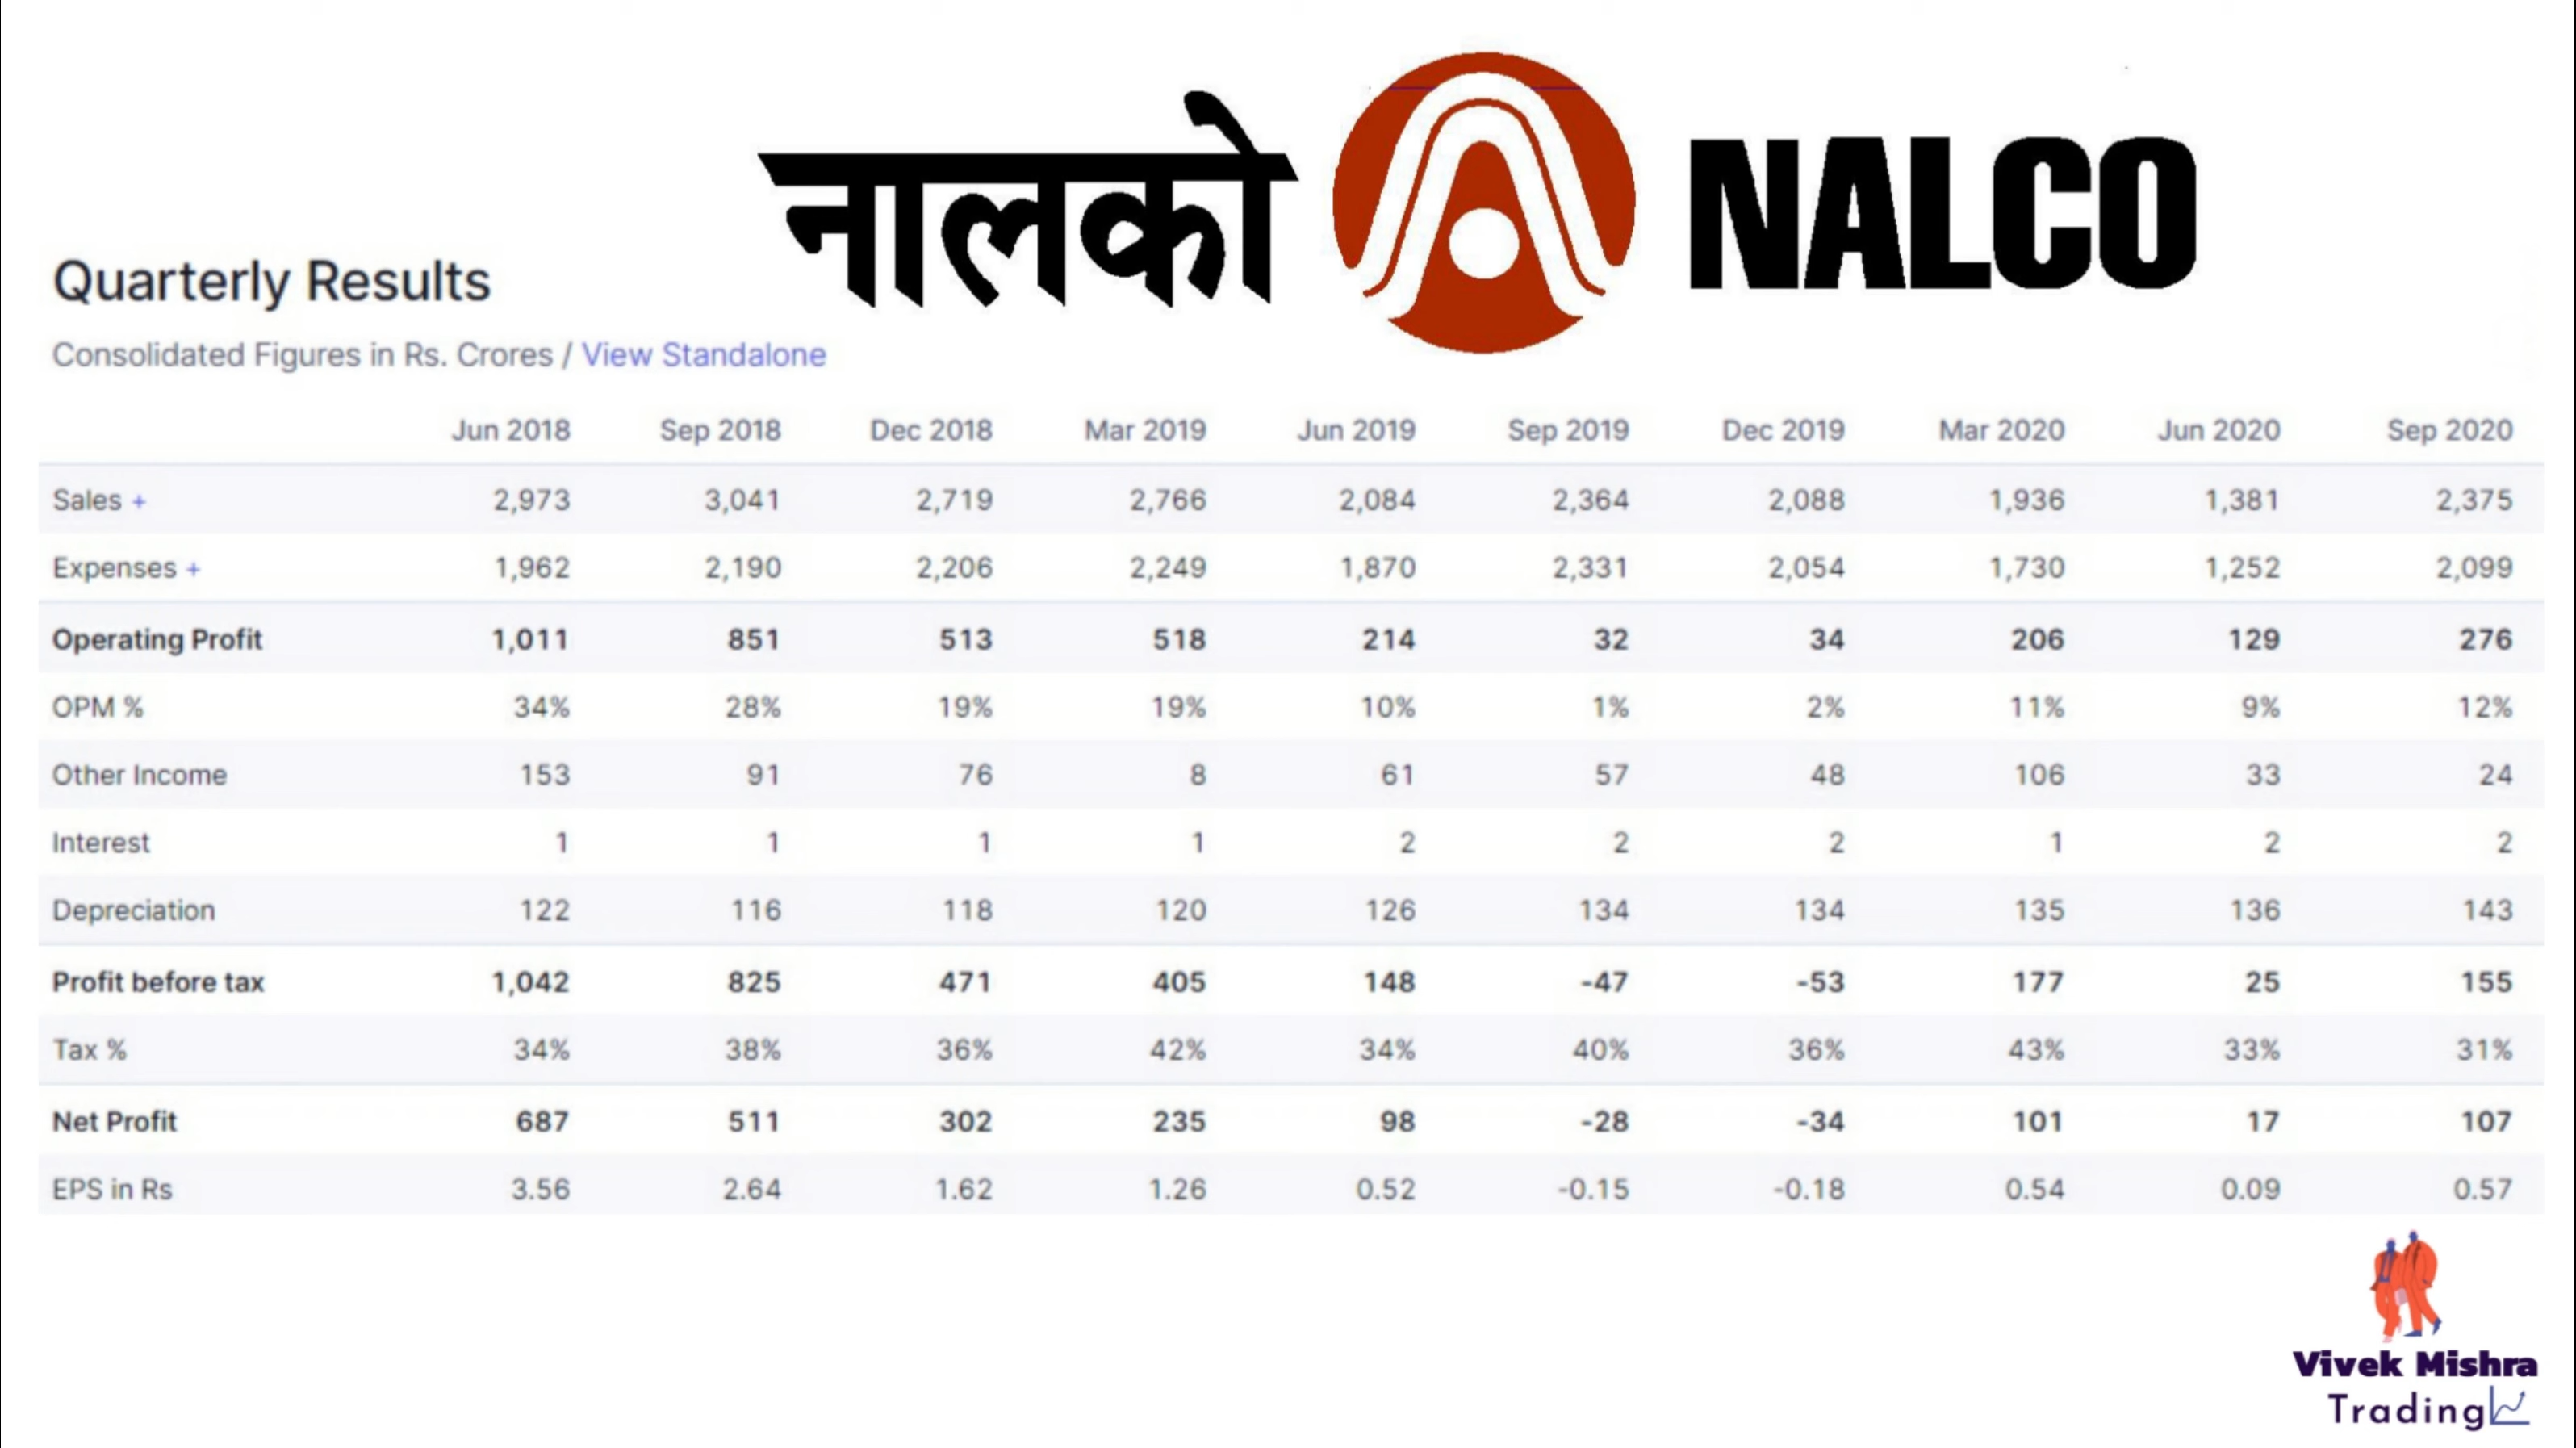 नालको NALCO
Quarterly Results
Consolidated Figures in Rs. Crores / View Standalone
Jun 2018 Sep 2018 Dec 2018 Mar 2019 Jun 2019 Sep 2019 Dec 2019 Mar 2020 Jun 2020 Sep 2020
Sales + 2,973 3,041 2,719 2,766 2,084 2,364 2,088 1,936 1,381 2,375
Expenses + 1,962 2,190 2,206 2,249 1,870 2,331 2,054 1,730 1,252 2,099
Operating Profit 1,011 851 513 518 214 32 34 206 129 276
OPM % 34% 28% 19% 19% 10% 1% 2% 11% 9% 12%
Other Income 153 91 76 8 61 57 48 106 33 24
Interest 1 1 1 1 2 2 2 1 2 2
Depreciation 122 116 118 120 126 134 134 135 136 143
Profit before tax 1,042 825 471 405 148 -47 -53 177 25 155
Tax % 34% 38% 36% 42% 34% 40% 36% 43% 33% 31%
Net Profit 687 511 302 235 98 -28 -34 101 17 107
EPS in Rs 3.56 2.64 1.62 1.26 0.52 -0.15 -0.18 0.54 0.09 0.57
Vivek Mishra
Trading